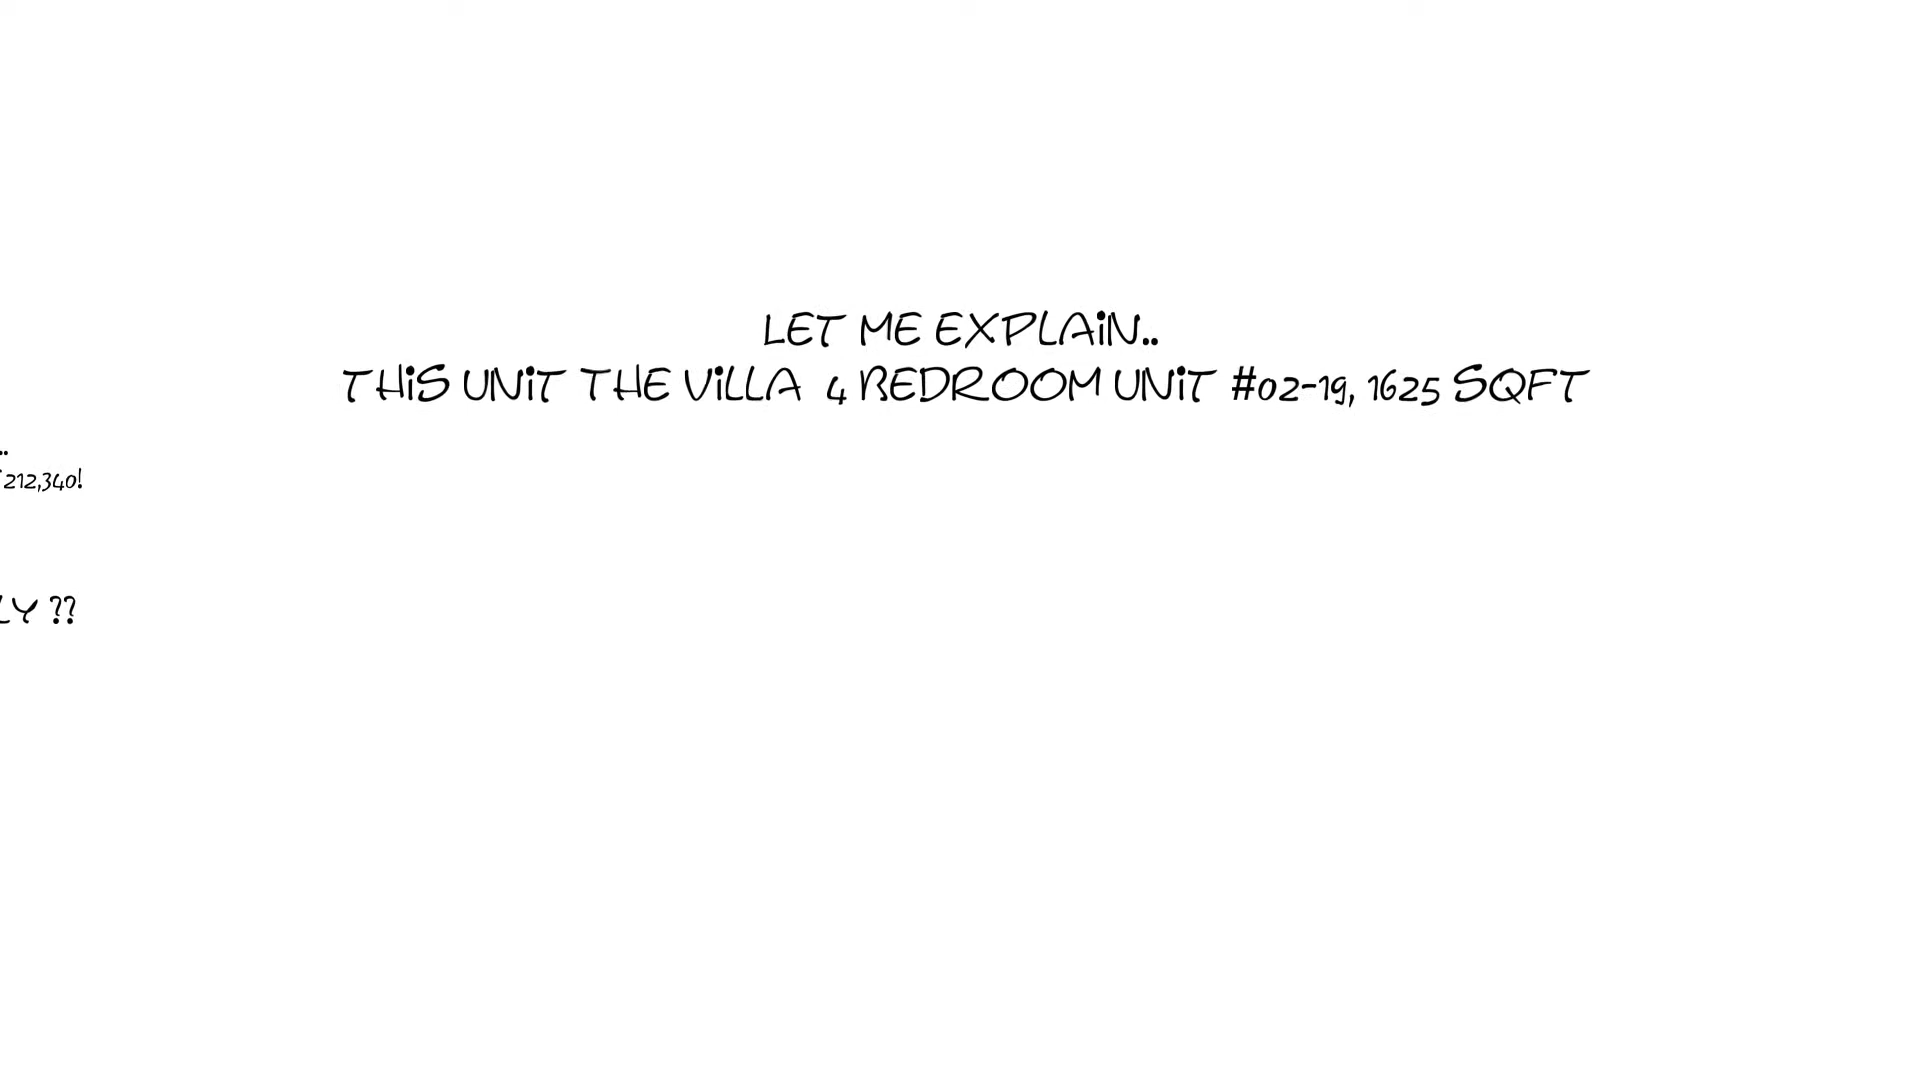 LET ME EXPLAIN..
THIS UNIT THE VILLA 4 BEDROOM UNIT #02-19, 1625 SQFT
..
212,340!
LY ??